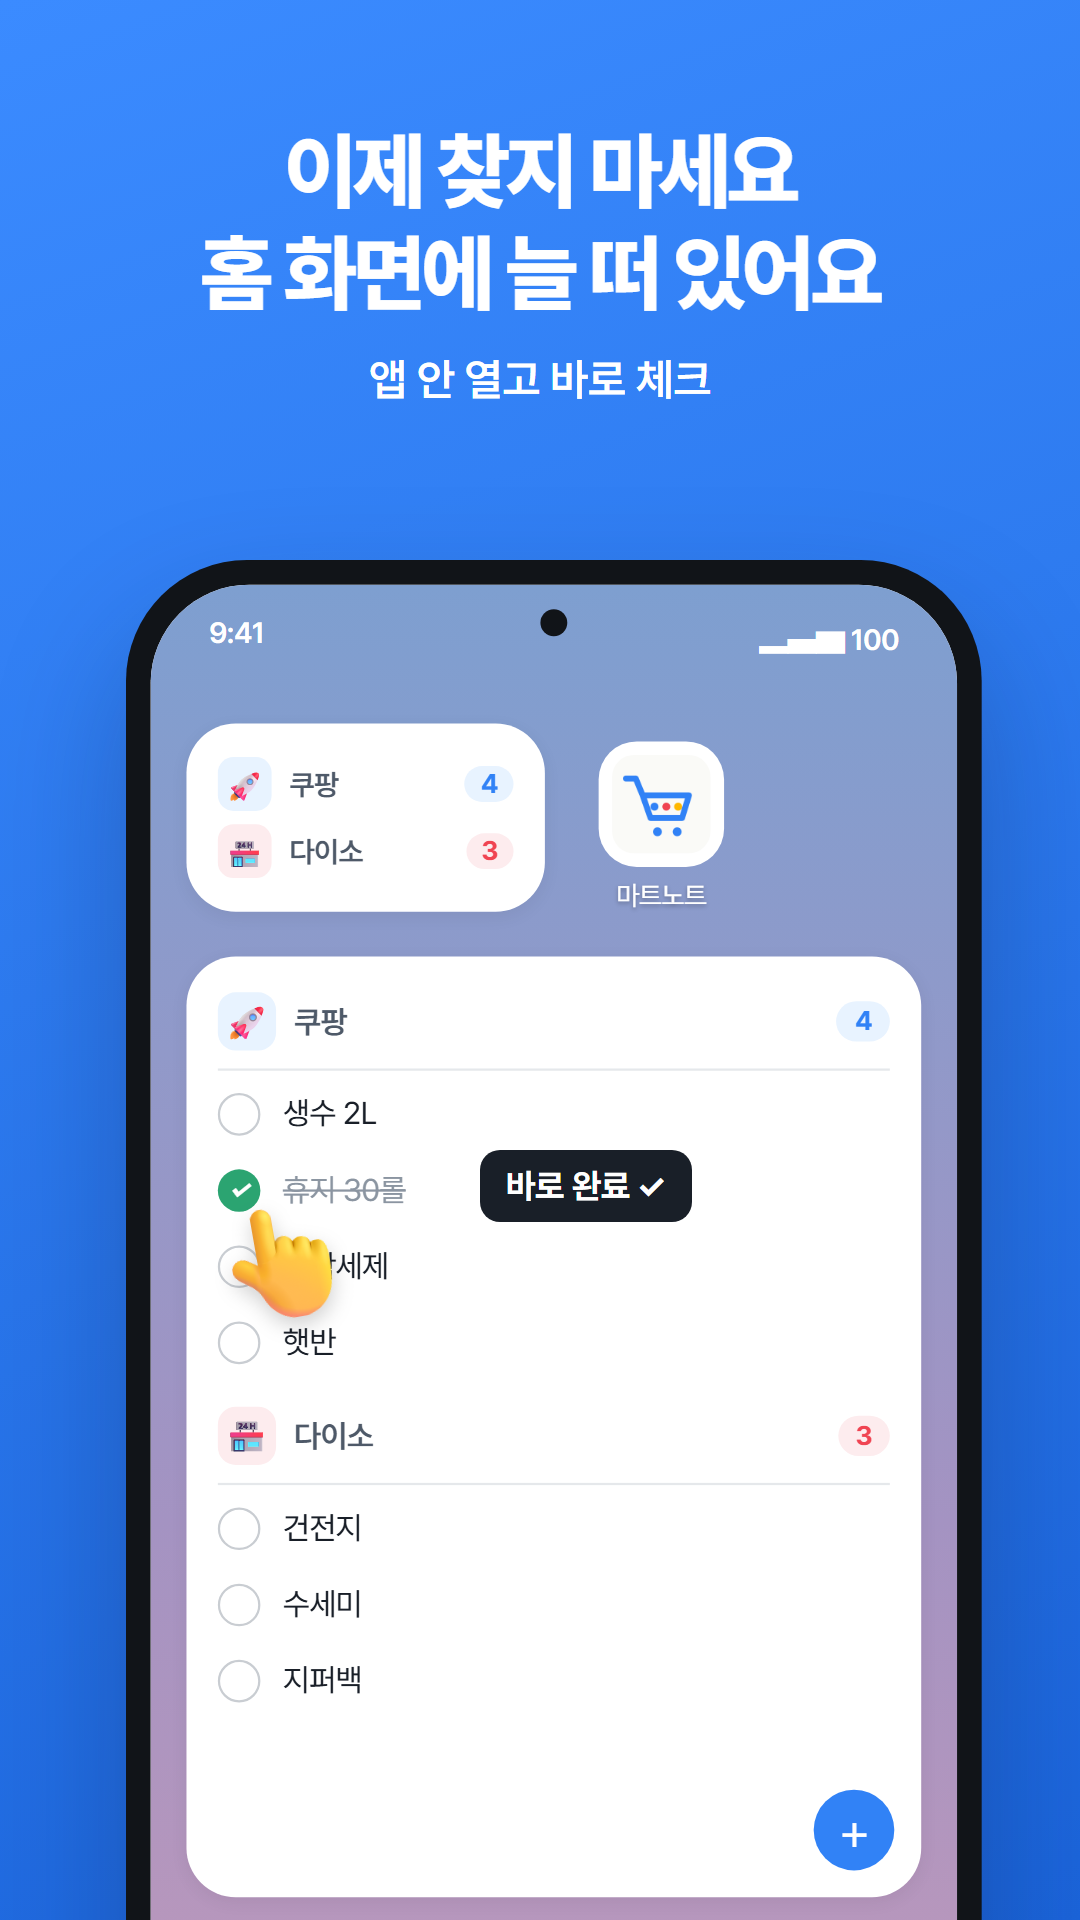 이제 찾지 마세요
홈 화면에 늘 떠 있어요
앱 안 열고 바로 체크
9:41
100
쿠팡
4
다이소
3
마트노트
쿠팡
4
생수 2L
휴지 30롤
바로 완료 ✓
세제
햇반
24H
다이소
3
건전지
수세미
지퍼백
+